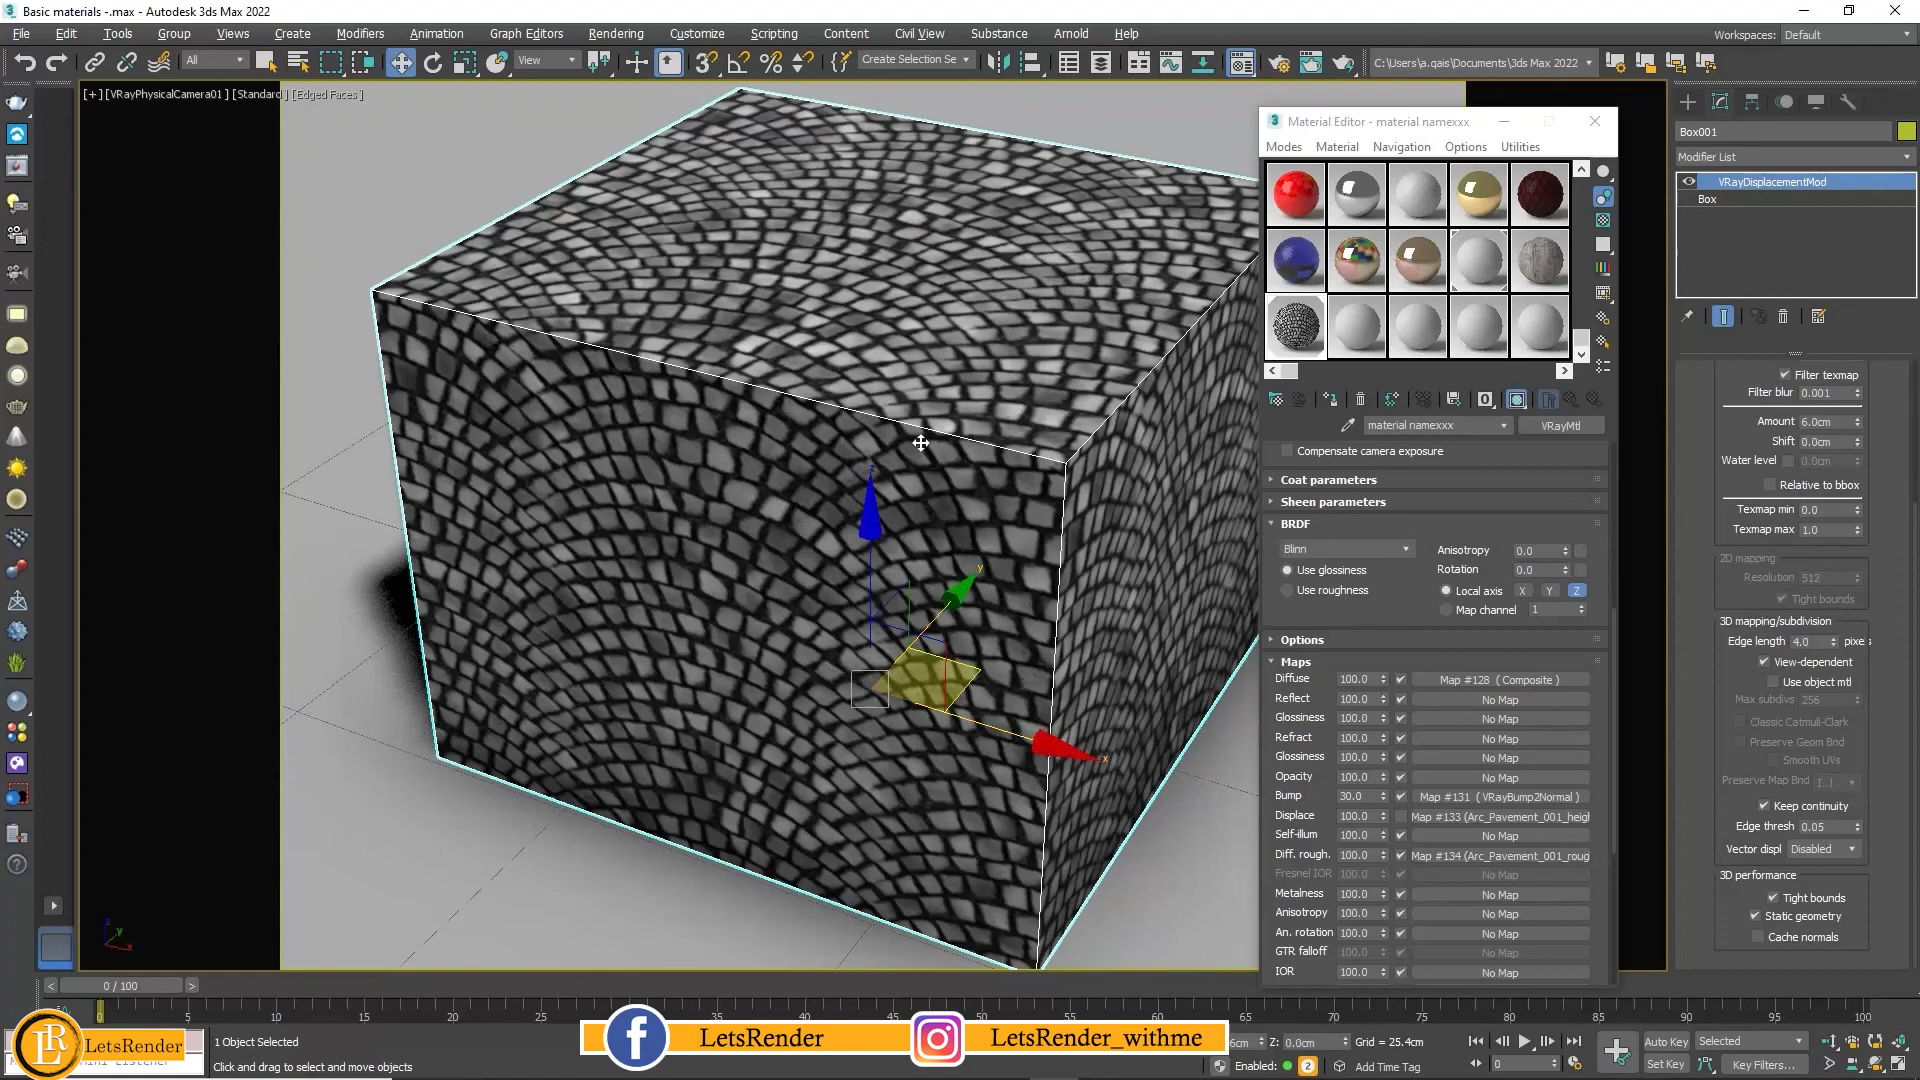 Basic materials -.max - Autodesk 3ds Max 2022
File Edit Tools Group Views Create Modifiers Animation Graph Editors Rendering Customize Scripting Content Civil View Substance Arnold Help
Workspaces: Default
All View Create Selection Se C:\Users\a.qais\Documents\3ds Max 2022
[+] [VRayPhysicalCamera01] [Standard] [Edged Faces]
Material Editor - material namexxx
Modes Material Navigation Options Utilities
material namexxx VRayMtl
Compensate camera exposure
Coat parameters
Sheen parameters
BRDF
Blinn Anisotropy 0.0
Use glossiness Rotation 0.0
Use roughness Local axis X Y Z
Map channel 1
Options
Maps
Diffuse 100.0 Map #128 ( Composite )
Reflect 100.0 No Map
Glossiness 100.0 No Map
Refract 100.0 No Map
Glossiness 100.0 No Map
Opacity 100.0 No Map
Bump 30.0 Map #131 ( VRayBump2Normal )
Displace 100.0 Map #133 (Arc_Pavement_001_heigh
Self-illum 100.0 No Map
Diff. rough. 100.0 Map #134 (Arc_Pavement_001_roug
Fresnel IOR 100.0 No Map
Metalness 100.0 No Map
Anisotropy 100.0 No Map
An. rotation 100.0 No Map
GTR falloff 100.0 No Map
IOR 100.0 No Map
Box001
Modifier List
VRayDisplacementMod
Box
Filter texmap
Filter blur 0.001
Amount 6.0cm
Shift 0.0cm
Water level 0.0cm
Relative to bbox
Texmap min 0.0
Texmap max 1.0
2D mapping
Resolution 512
Tight bounds
3D mapping/subdivision
Edge length 4.0 pixels
View-dependent
Use object mtl
Max subdivs 256
Classic Catmull-Clark
Preserve Geom Bnd
Smooth UVs
Preserve Map Bnd
Keep continuity
Edge thresh 0.05
Vector displ Disabled
3D performance
Tight bounds
Static geometry
Cache normals
z y x
z y x
0 / 100
0 5 10 15 20 25 30 35 40 45 50 55 60 65 70 75 80 85 90 95 100
LR LetsRender
1 Object Selected
Click and drag to select and move objects
LetsRender LetsRender_withme
6cm Z: 0.0cm Grid = 25.4cm
Enabled: 2 Add Time Tag
0
Auto Key Selected
Set Key Key Filters...